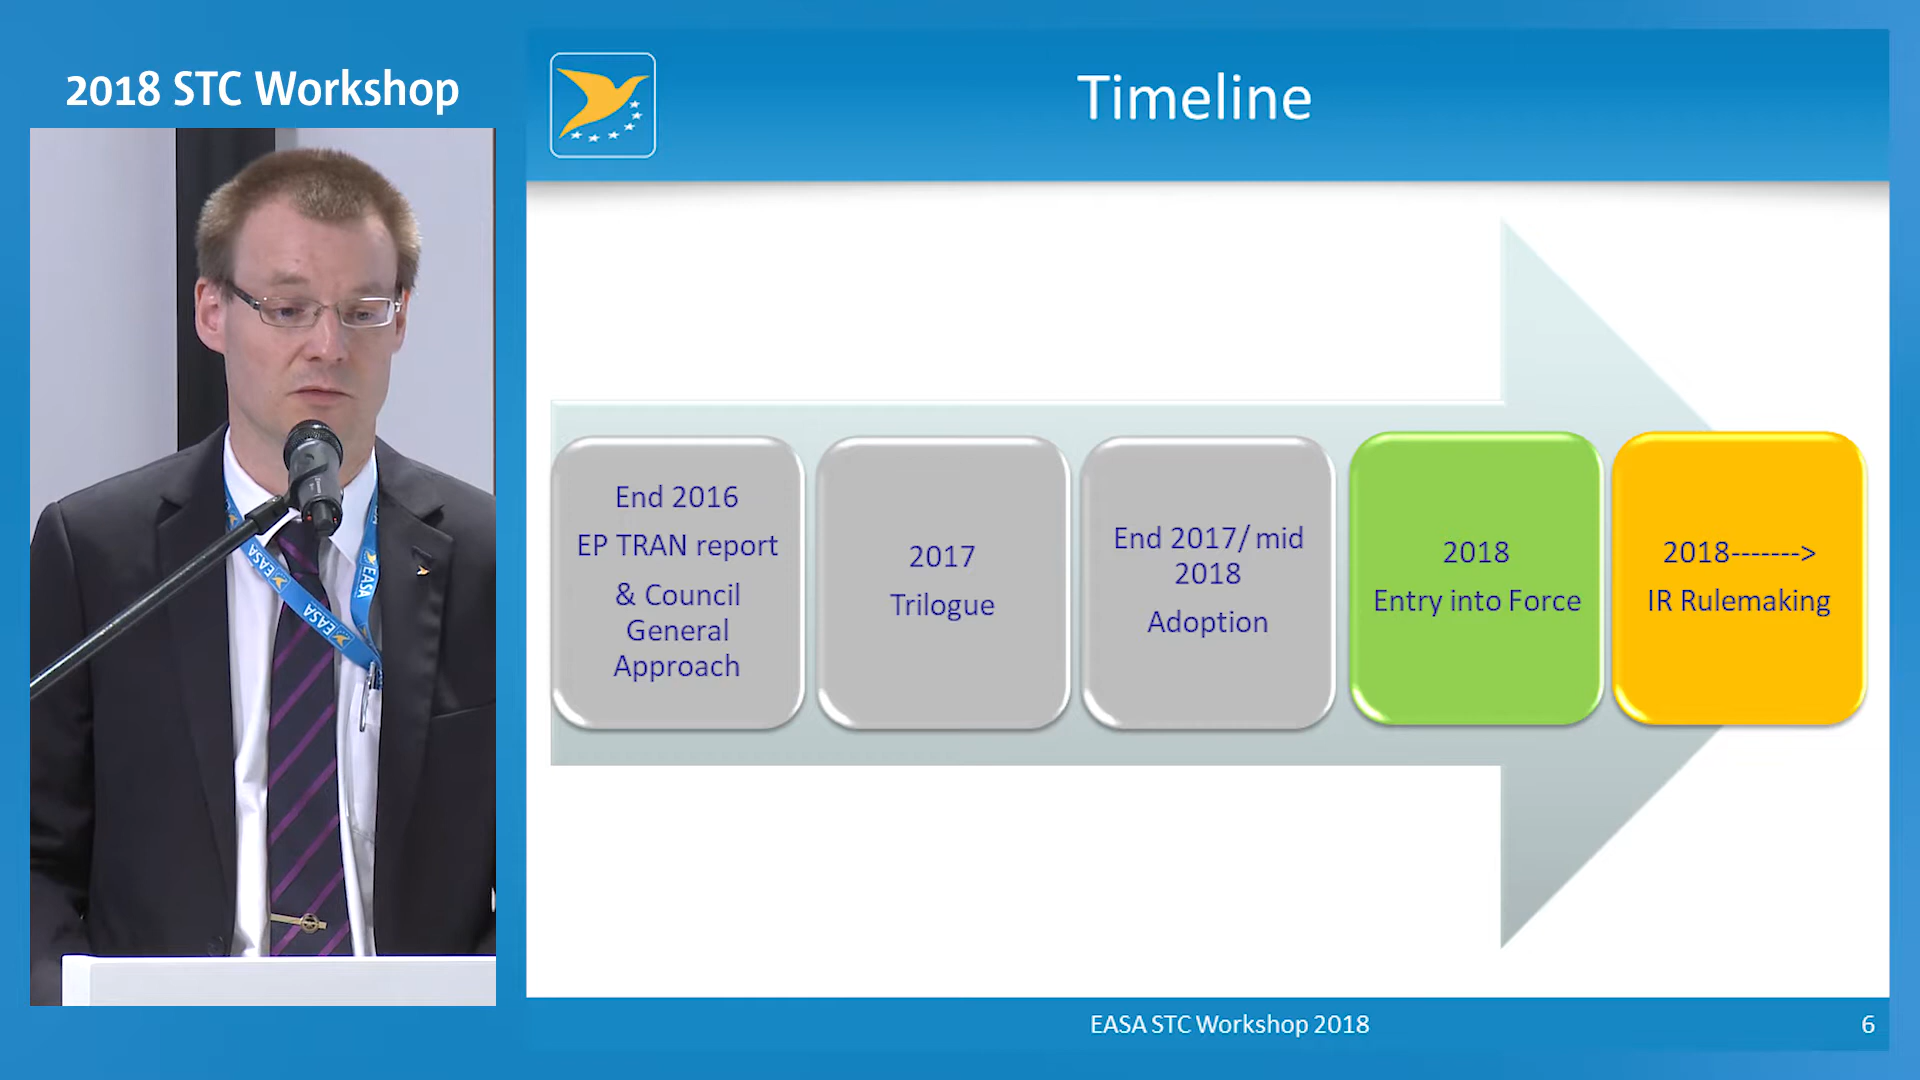 2018 STC Workshop
Timeline
End 2016
EP TRAN report
& Council
General
Approach
2017
Trilogue
End 2017/ mid
2018
Adoption
2018
Entry into Force
2018------->
IR Rulemaking
EASA
EASA
EASA
EASA STC Workshop 2018
6